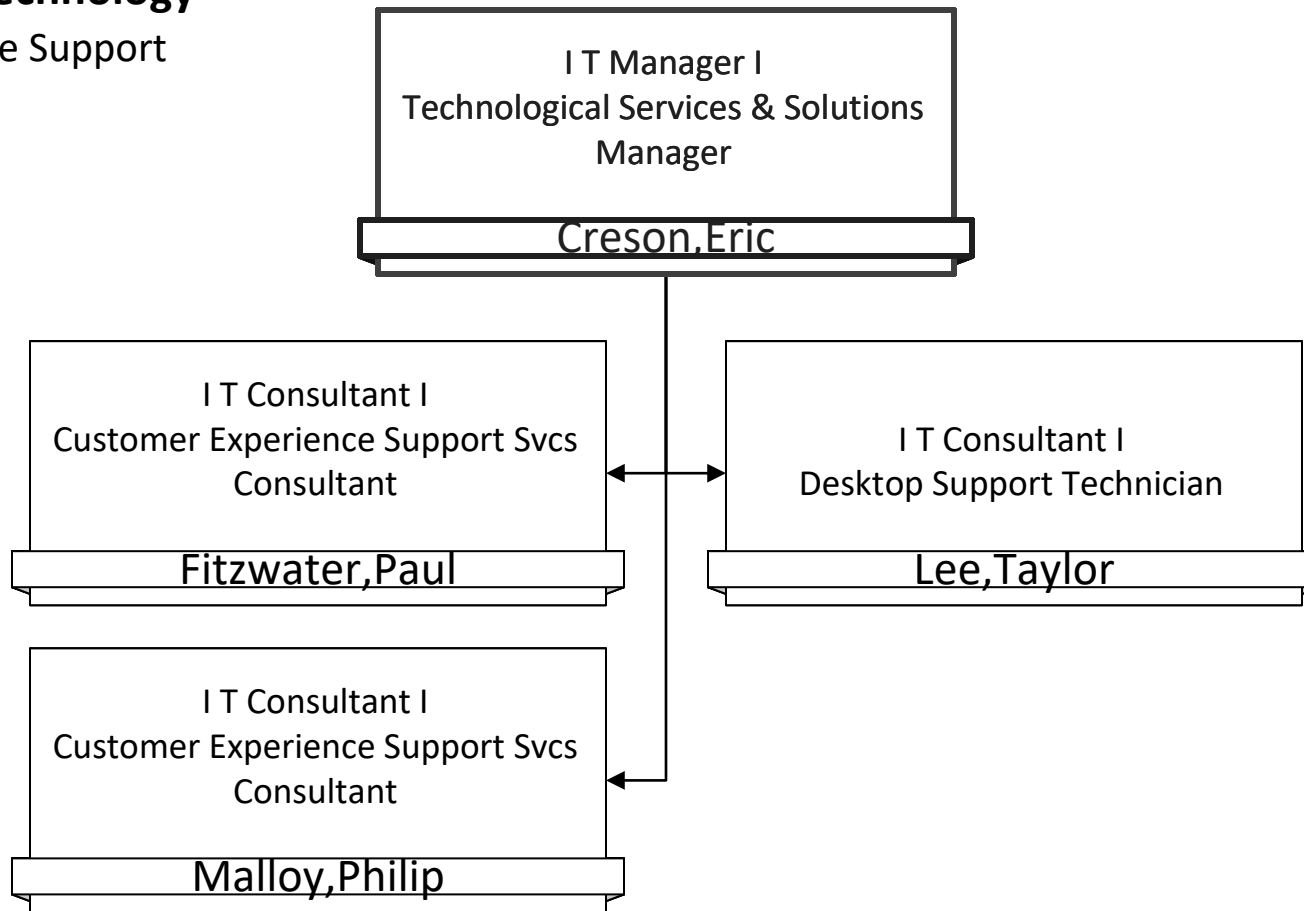 e Support
I T Manager I
Technological Services & Solutions
Manager
Creson,Eric
I T Consultant I
Customer Experience Support Svcs
Consultant
Fitzwater,Paul
I T Consultant I
Desktop Support Technician
Lee,Taylor
I T Consultant I
Customer Experience Support Svcs
Consultant
Malloy,Philip